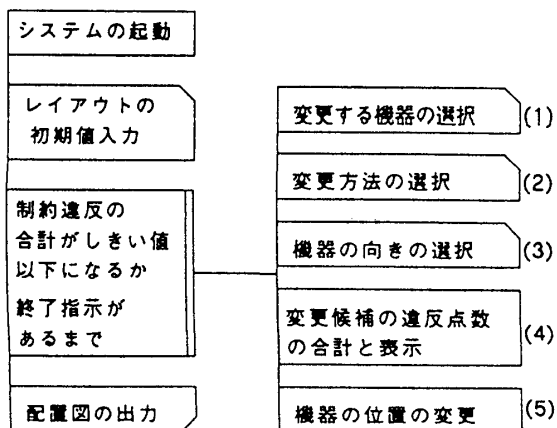 システムの起動
レイアウトの
初期値入力
制約違反の
合計がしきい値
以下になるか
終了指示が
あるまで
配置図の出力
変更する機器の選択
(1)
変更方法の選択
(2)
機器の向きの選択
(3)
変更候補の違反点数
の合計と表示
(4)
機器の位置の変更
(5)